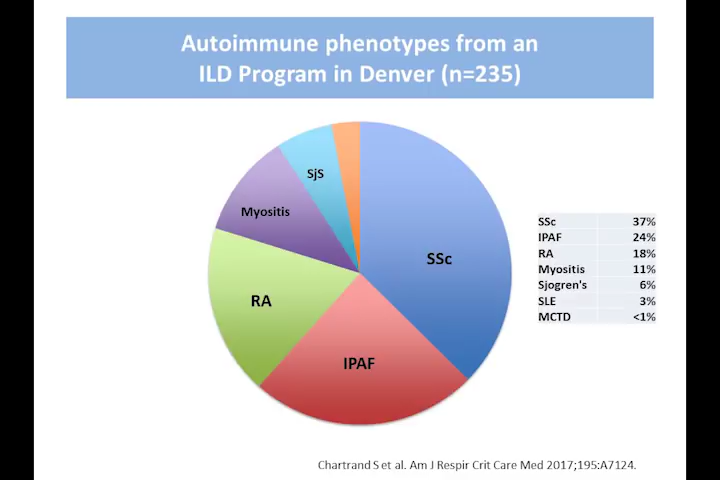 Autoimmune phenotypes from an
ILD Program in Denver (n=235)
SjS
Myositis
SSc
RA
IPAF
SSc 37%
IPAF 24%
RA 18%
Myositis 11%
Sjogren's 6%
SLE 3%
MCTD <1%
Chartrand S et al. Am J Respir Crit Care Med 2017;195:A7124.